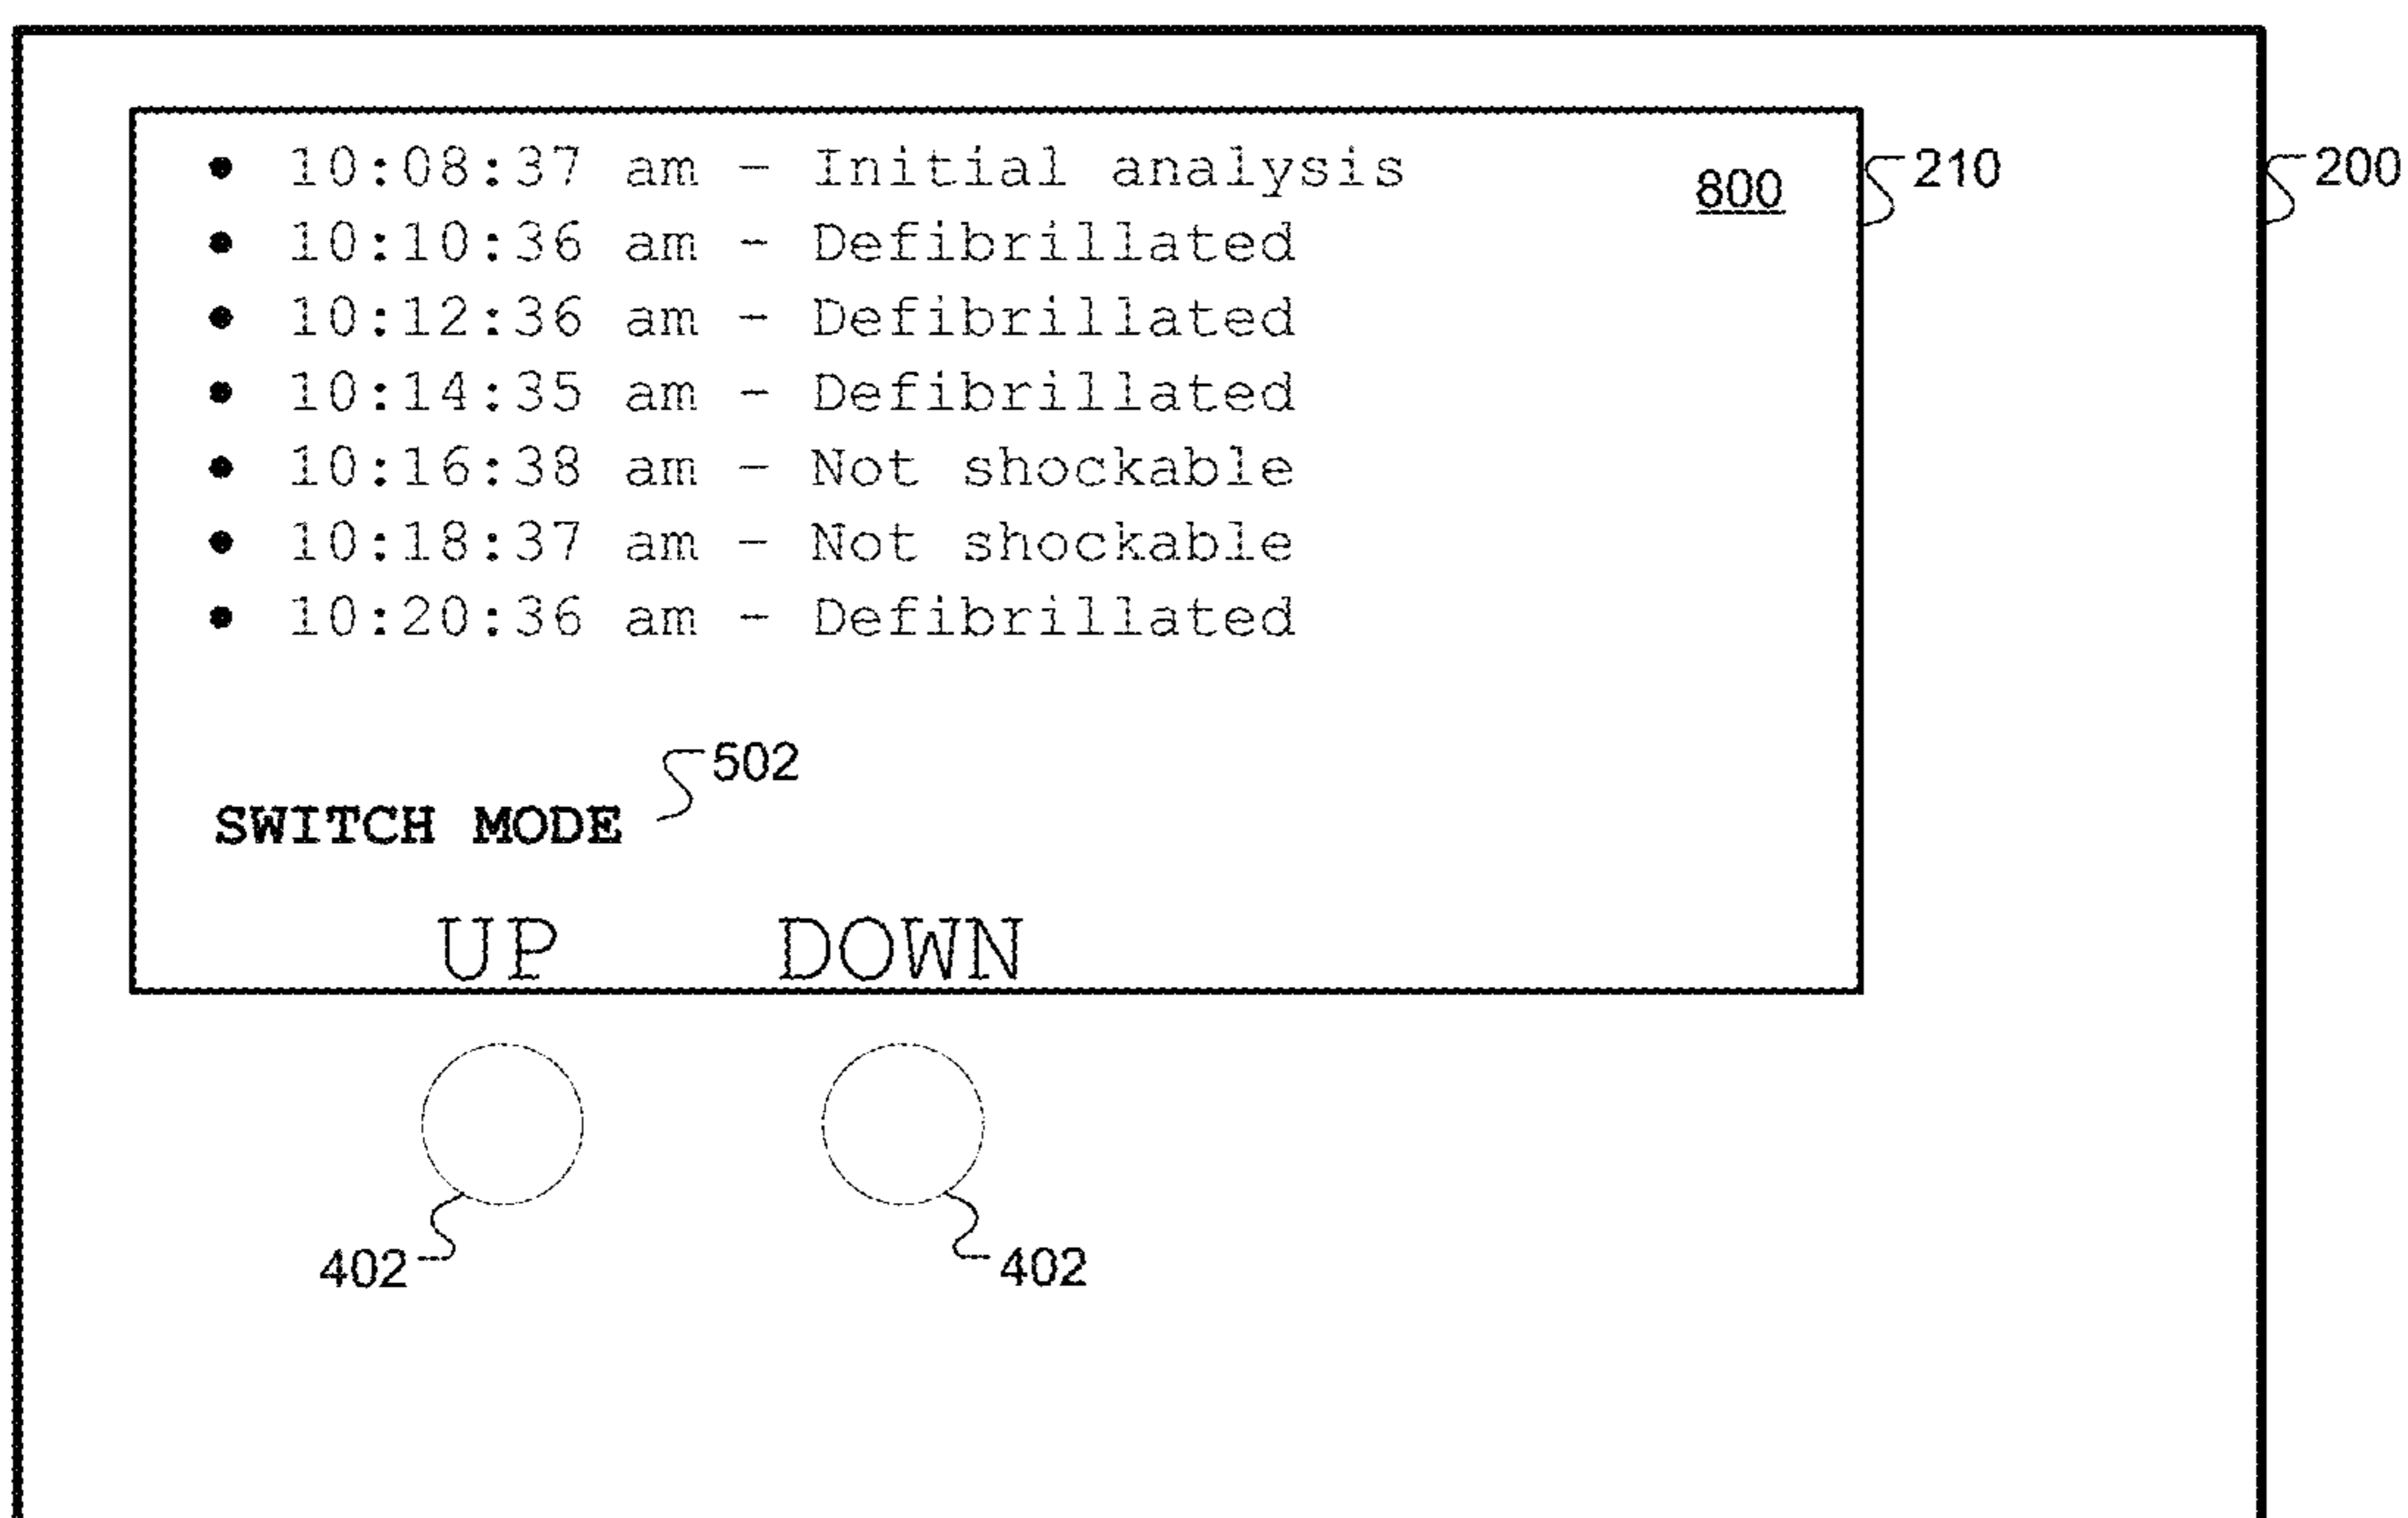 • 10:08:37 am - Initial analysis
800
210
200
• 10:10:36 am - Defibrillated
• 10:12:36 am - Defibrillated
• 10:14:35 am - Defibrillated
• 10:16:38 am - Not shockable
• 10:18:37 am - Not shockable
• 10:20:36 am - Defibrillated
502
SWITCH MODE
UP DOWN
402 402